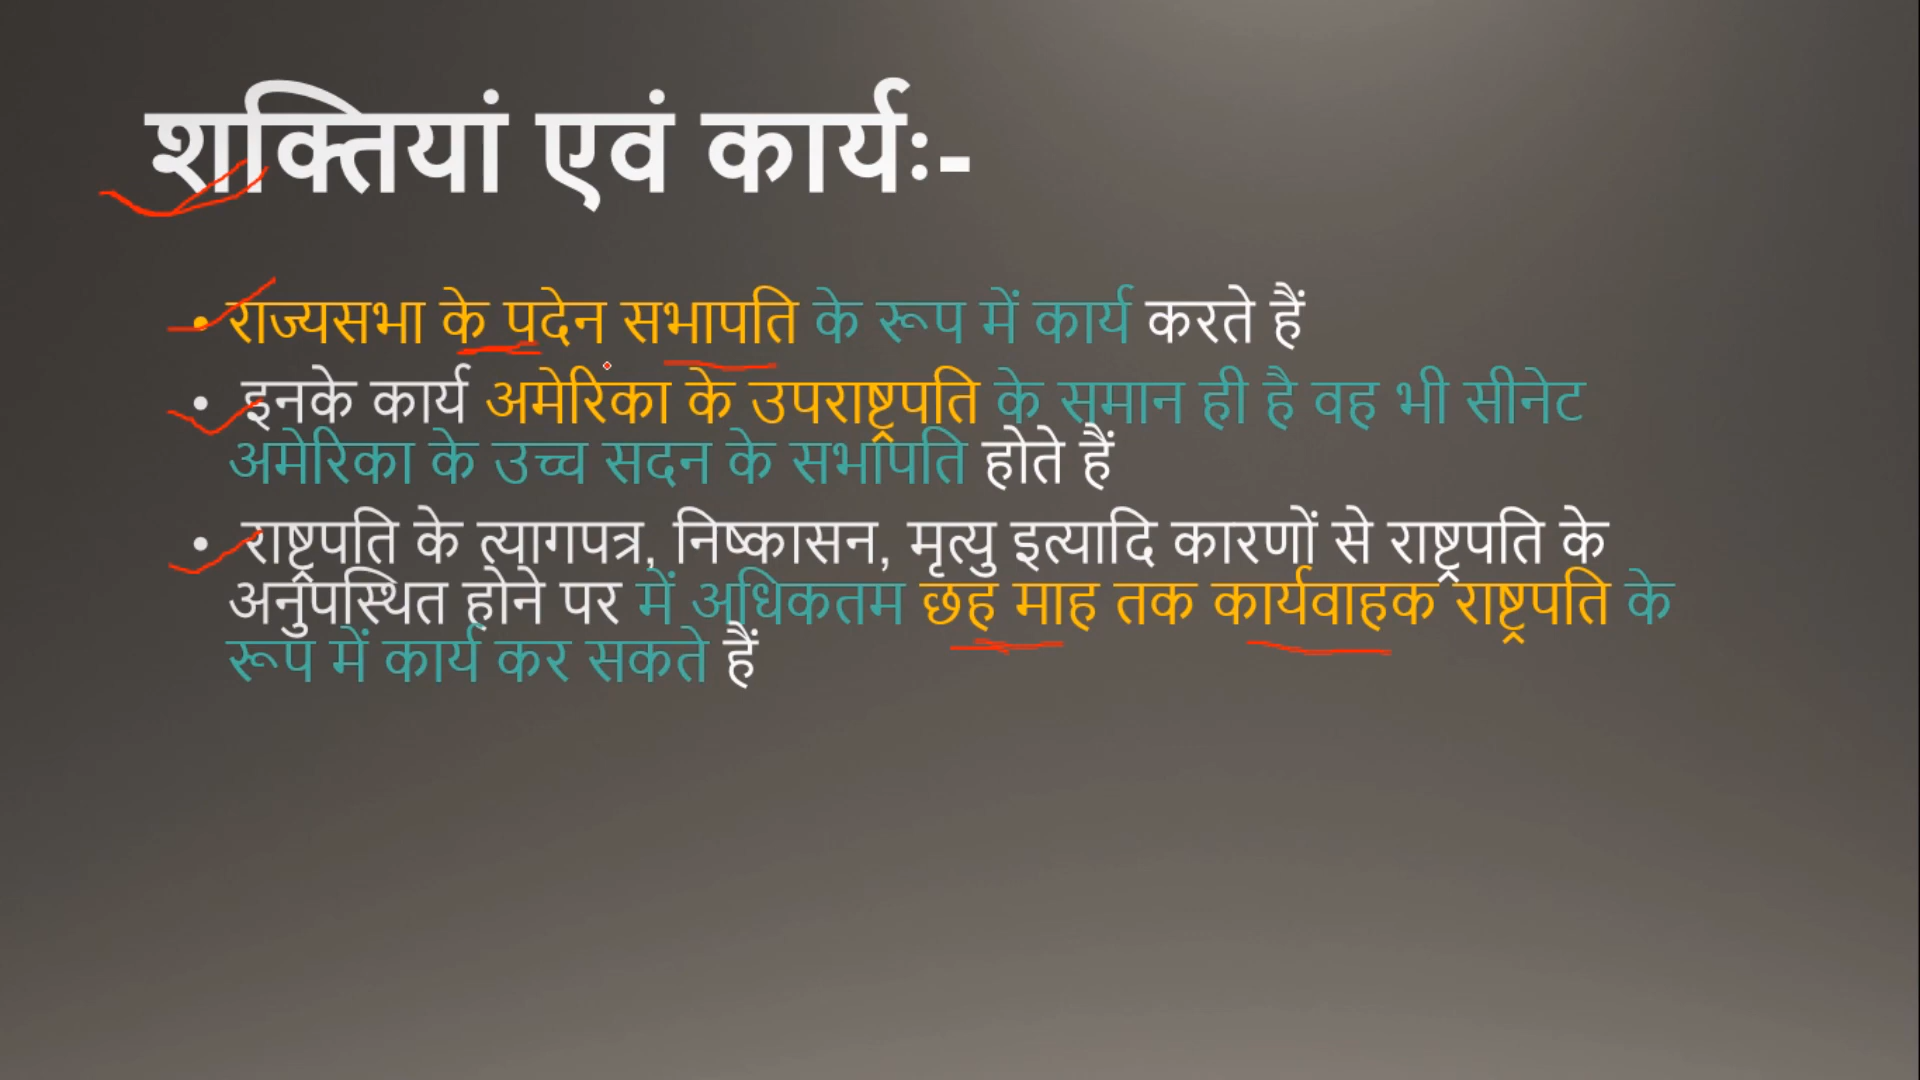 शक्तियां एवं कार्यः-
• राज्यसभा के पदेन सभापति के रूप में कार्य करते हैं
• इनके कार्य अमेरिका के उपराष्ट्रपति के समान ही है वह भी सीनेट
अमेरिका के उच्च सदन के सभापति होते हैं
• राष्ट्रपति के त्यागपत्र, निष्कासन, मृत्यु इत्यादि कारणों से राष्ट्रपति के
अनुपस्थित होने पर में अधिकतम छह माह तक कार्यवाहक राष्ट्रपति के
रूप में कार्य कर सकते हैं